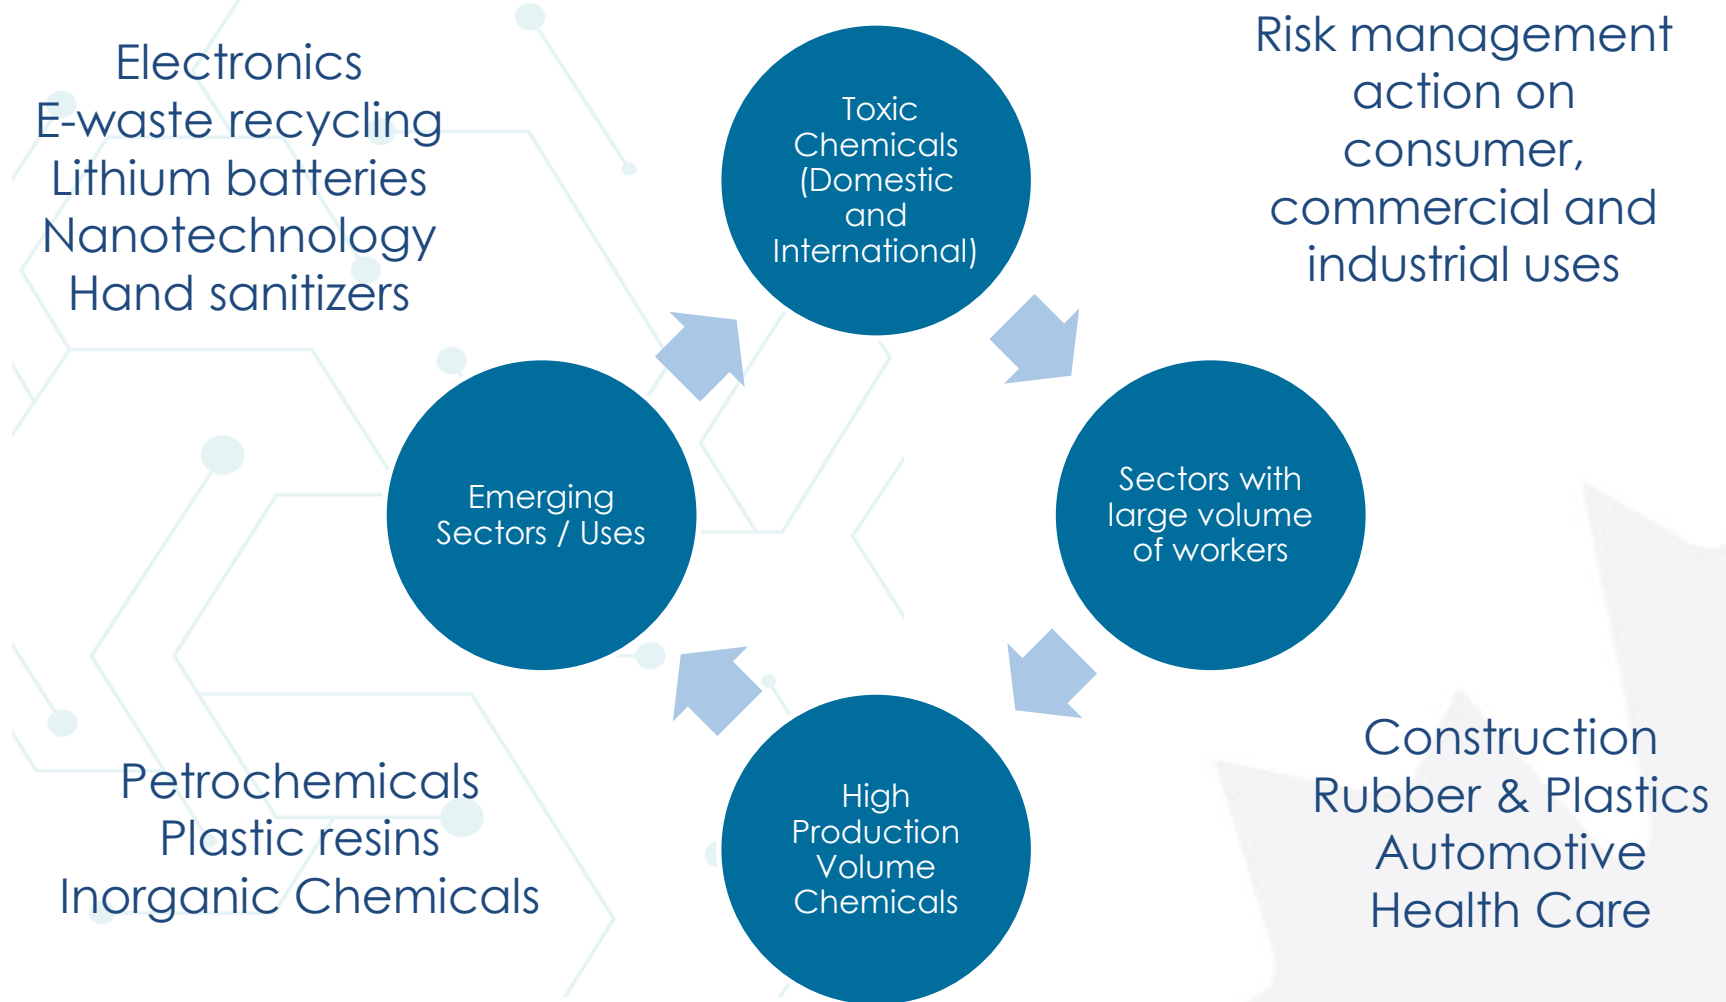 Electronics
E-waste recycling
Lithium batteries
Nanotechnology
Hand sanitizers
Toxic
Chemicals
(Domestic
and
International)
Risk management
action on
consumer,
commercial and
industrial uses
Emerging
Sectors / Uses
Sectors with
large volume
of workers
Petrochemicals
Plastic resins
Inorganic Chemicals
High
Production
Volume
Chemicals
Construction
Rubber & Plastics
Automotive
Health Care